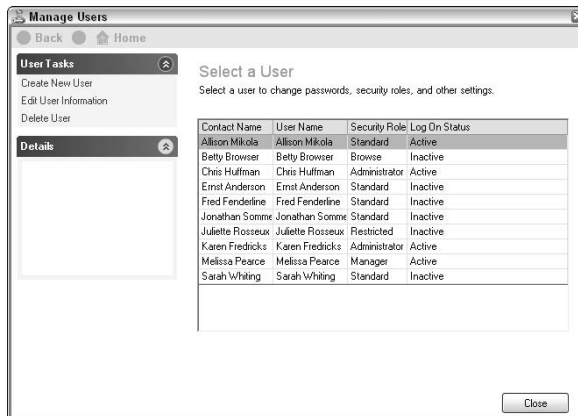 Manage Users
Back Home
User Tasks
Create New User
Edit User Information
Delete User
Details
Select a User
Select a user to change passwords, security roles, and other settings.
Contact Name User Name Security Role Log On Status
Allison Mikola Allison Mikola Standard Active
Betty Browser Betty Browser Browse Inactive
Chris Huffman Chris Huffman Administrator Active
Ernst Anderson Ernst Anderson Standard Inactive
Fred Fenderline Fred Fenderline Standard Inactive
Jonathan Somme Jonathan Somme Standard Inactive
Juliette Rosseux Juliette Rosseux Restricted Inactive
Karen Fredricks Karen Fredricks Administrator Active
Melissa Pearce Melissa Pearce Manager Active
Sarah Whiting Sarah Whiting Standard Inactive
Close